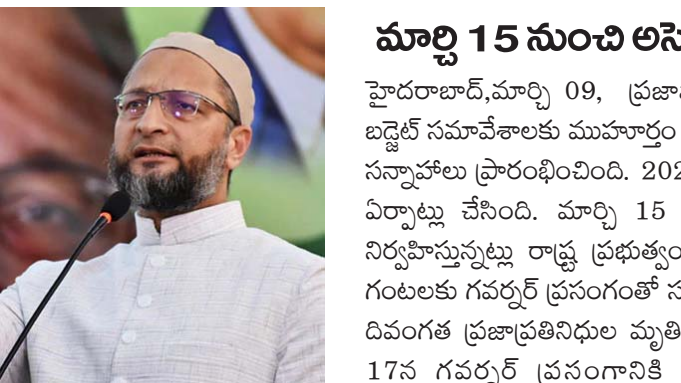 మార్చి 15 నుంచి అసె
హైదరాబాద్,మార్చి 09, ప్రజా
బడ్జెట్ సమావేశాలకు ముహూర్తం
సన్నాహాలు ప్రారంభించింది. 202
ఏర్పాట్లు చేసింది. మార్చి 15
నిర్వహిస్తున్నట్లు రాష్ట్ర ప్రభుత్వం
గంటలకు గవర్నర్ ప్రసంగంతో స
దివంగత ప్రజాప్రతినిధుల మృతి
17న గవర్నర్ ప్రసంగానికి